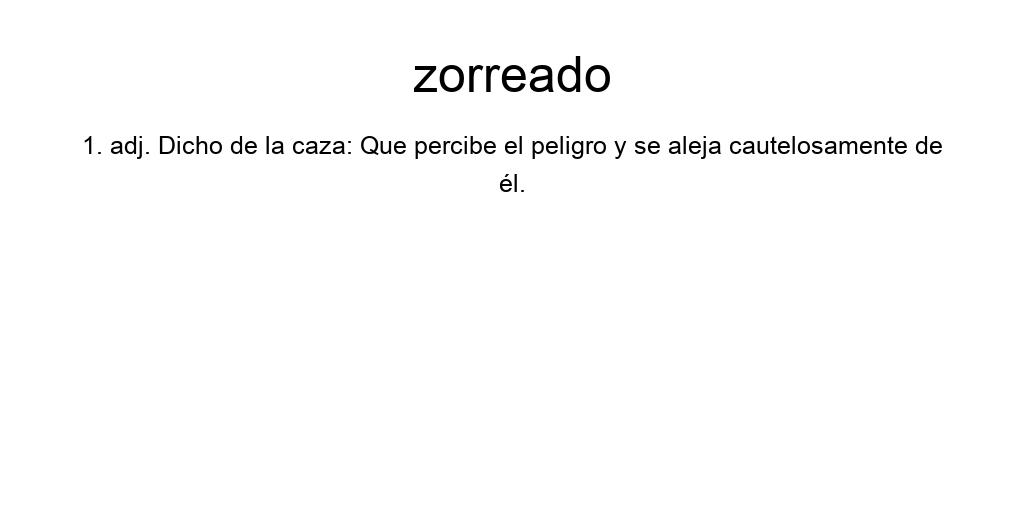 zorreado
1. adj. Dicho de la caza: Que percibe el peligro y se aleja cautelosamente de
él.